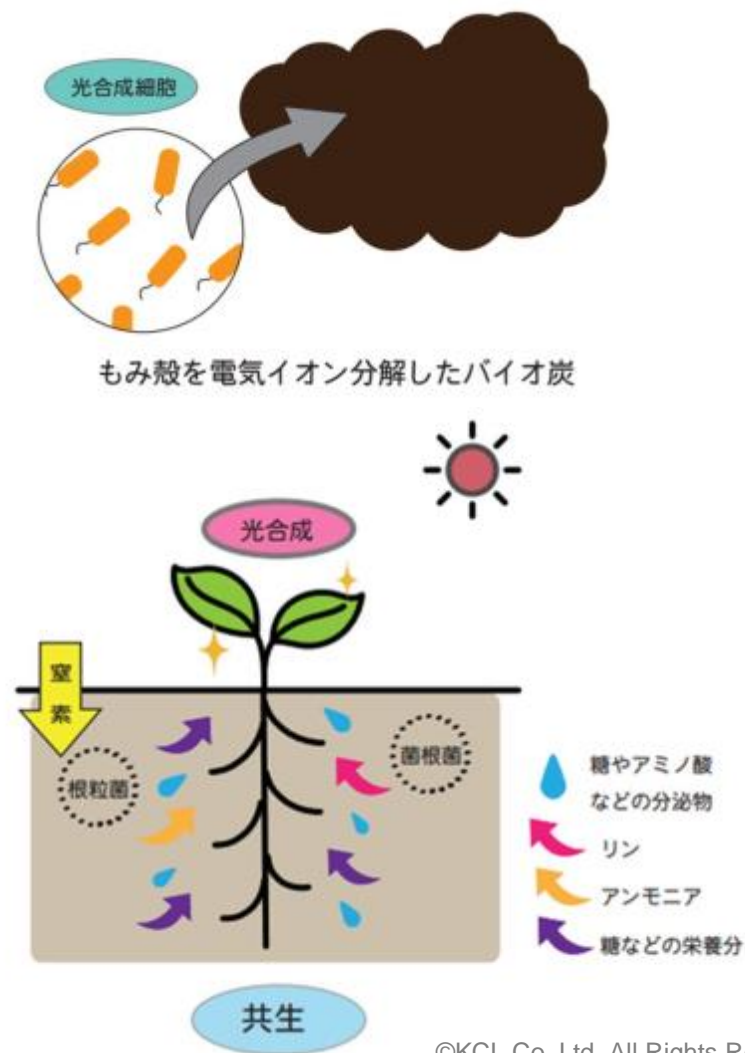 光合成細胞
もみ殻を電気イオン分解したバイオ炭
光合成
窒
素
根粒菌
菌根菌
糖やアミノ酸
などの分泌物
リン
アンモニア
糖などの栄養分
共生
©KCL Co. Ltd. All Rights R